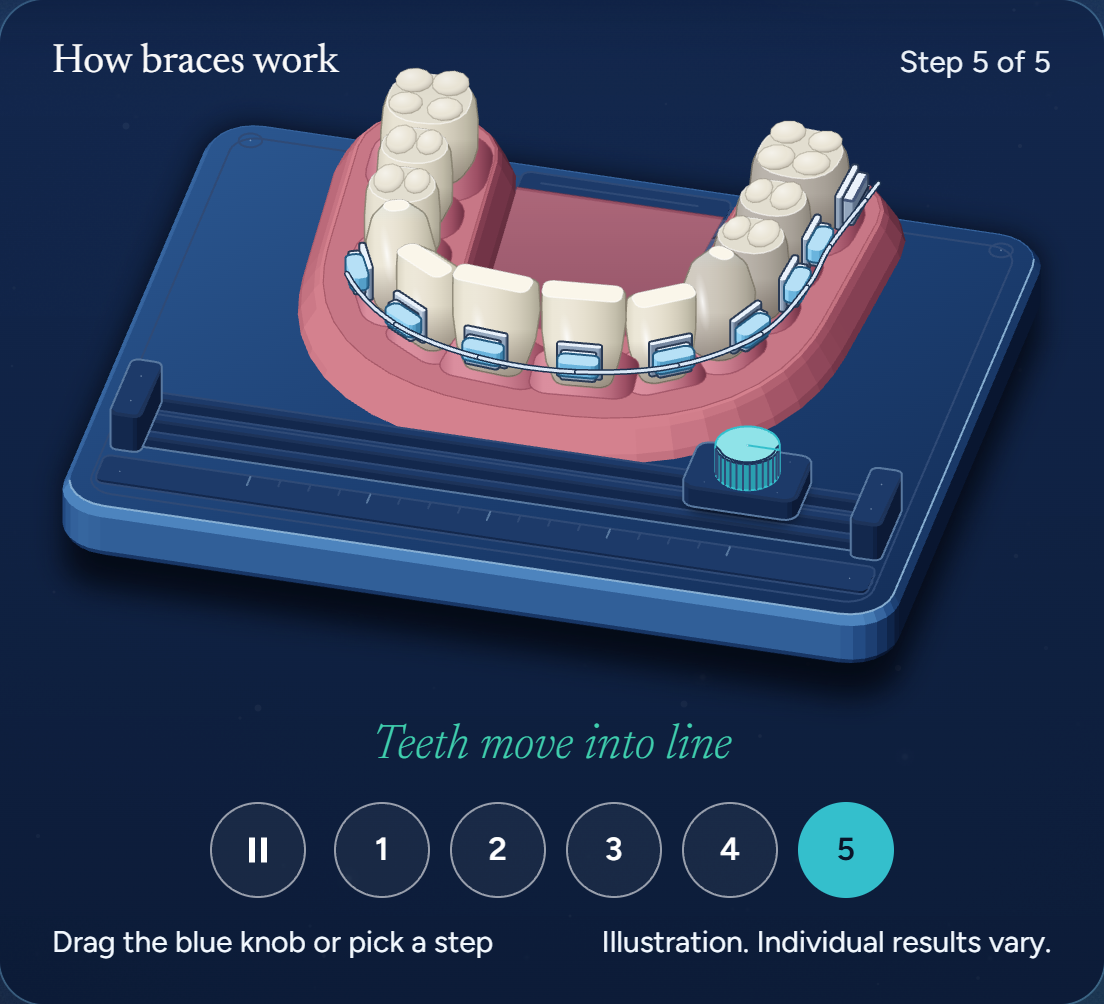 How braces work
Step 5 of 5
Teeth move into line
1 2 3 4 5
Drag the blue knob or pick a step
Illustration. Individual results vary.